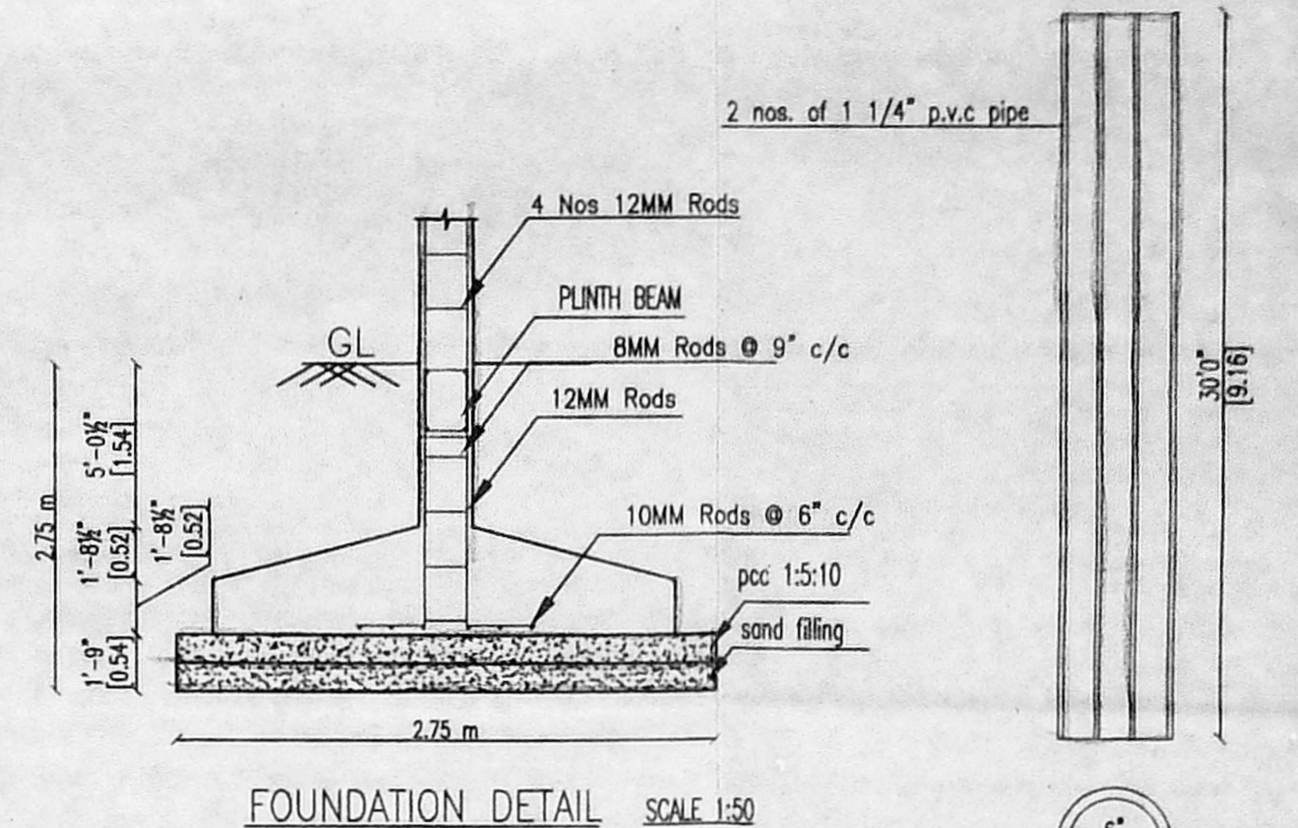 2 nos. of 1 1/4" p.v.c pipe
4 Nos 12MM Rods
PLINTH BEAM
GL
8MM Rods @ 9" c/c
12MM Rods
30'0"
[9.16]
5'-0½"
[1.54]
2.75 m
1'-8½"
[0.52]
1'-8½"
[0.52]
10MM Rods @ 6" c/c
pcc 1:5:10
sand filling
1'-9"
[0.54]
2.75 m
FOUNDATION DETAIL SCALE 1:50
6"